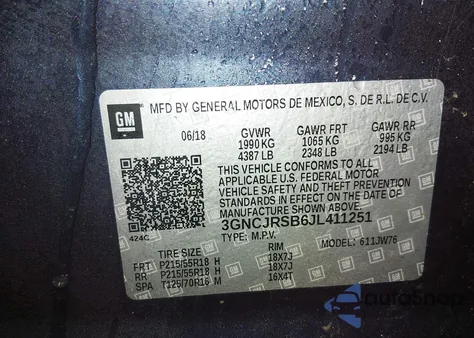 GM
MFD BY GENERAL MOTORS DE MEXICO, S. DE R.L. DE C.V.
06/18 GVWR GAWR FRT GAWR RR
1990 KG 1065 KG 995 KG
4387 LB 2348 LB 2194 LB
THIS VEHICLE CONFORMS TO ALL
APPLICABLE U.S. FEDERAL MOTOR
VEHICLE SAFETY AND THEFT PREVENTION
STANDARDS IN EFFECT ON THE DATE OF
MANUFACTURE SHOWN ABOVE.
3GNCJRSB6JL411251
424C TYPE: M.P.V. MODEL: 611JW76
TIRE SIZE RIM
FRT P215/55R18 H 18X7J
RR P215/55R18 H 18X7J
SPA T125/70R16 M 16X4T
autoSnap